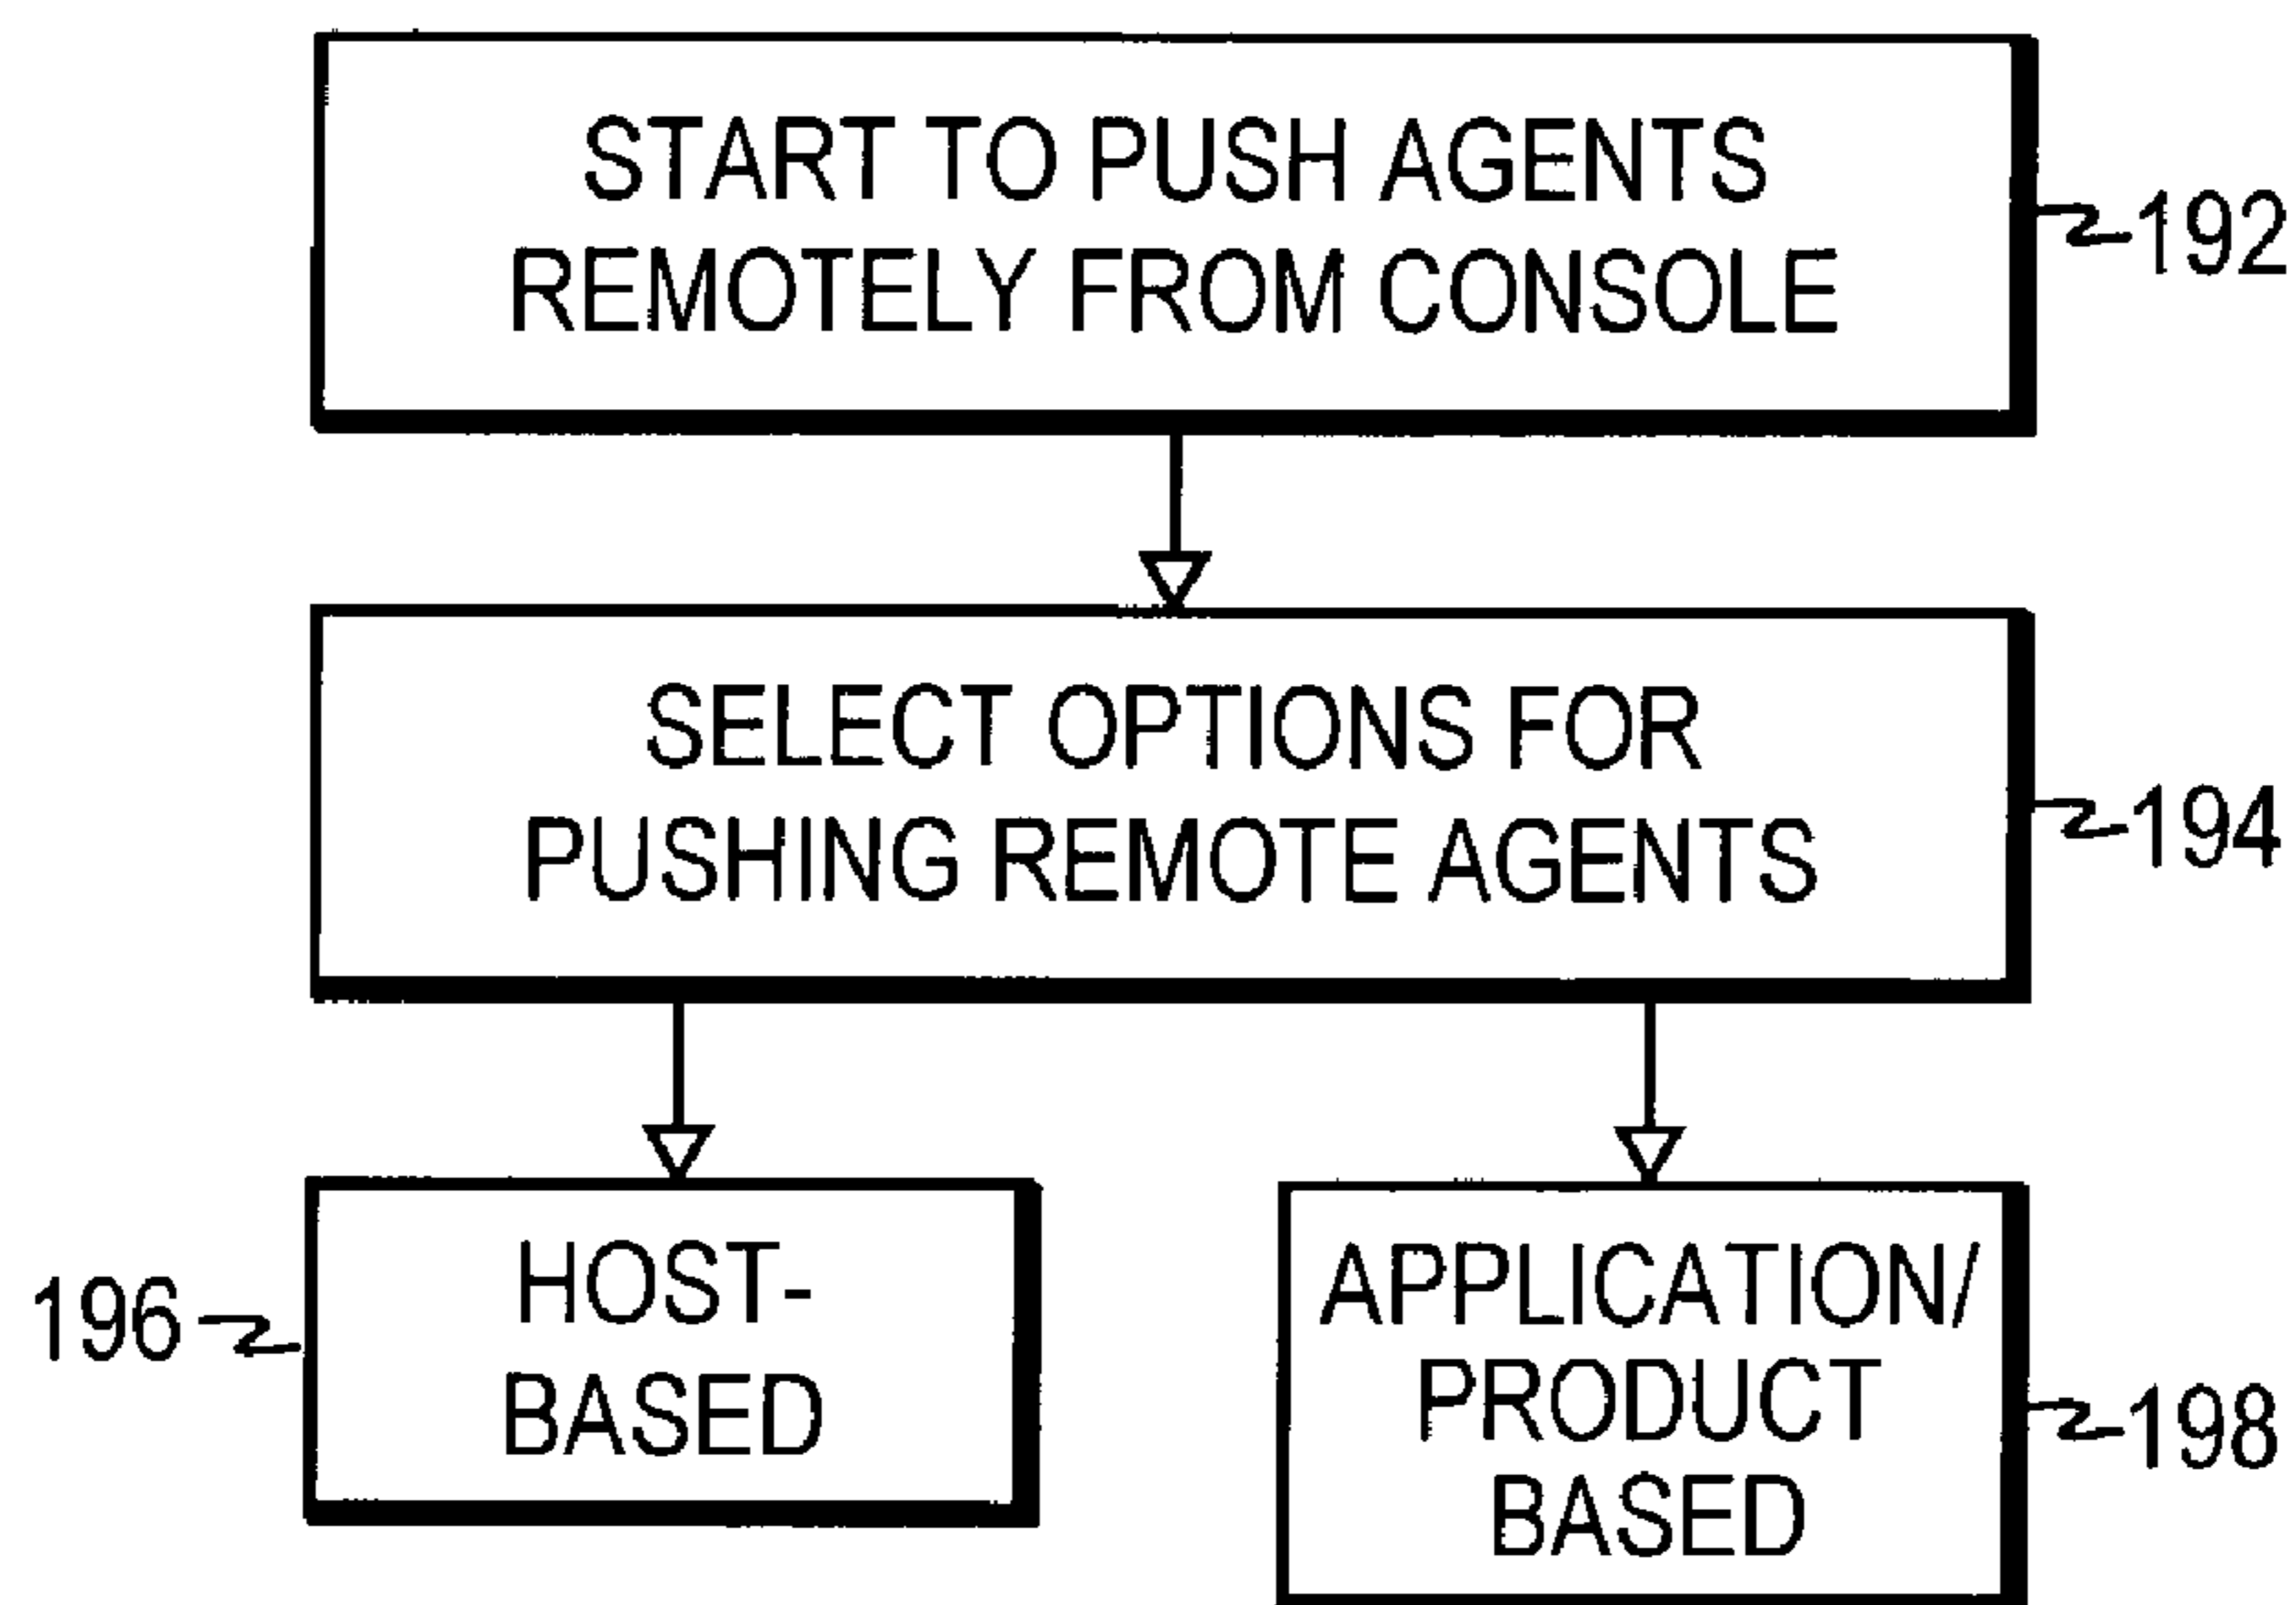 START TO PUSH AGENTS
REMOTELY FROM CONSOLE
192
SELECT OPTIONS FOR
PUSHING REMOTE AGENTS
194
HOST-
BASED
196
APPLICATION/
PRODUCT
BASED
198